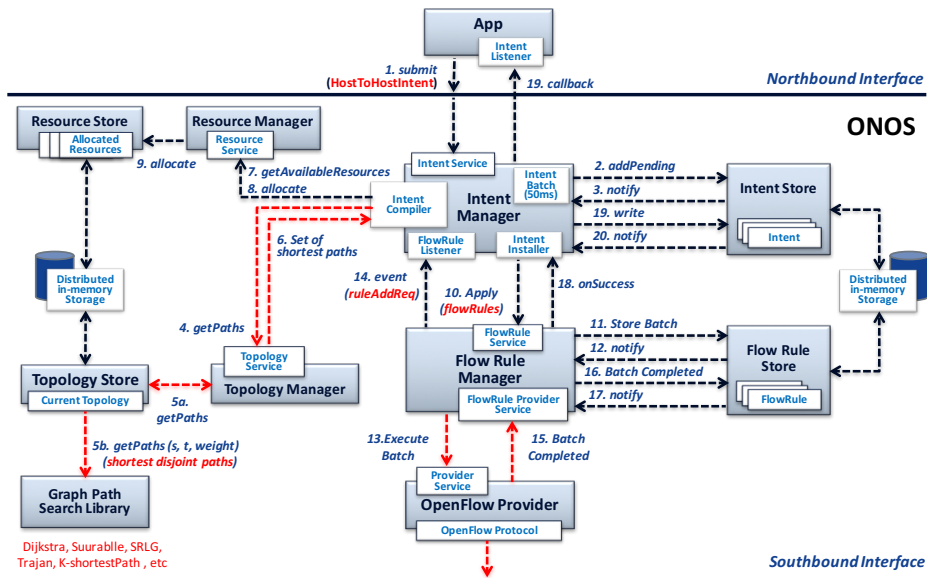 App
Intent
Listener
1. submit
(HostToHostIntent)
19. callback
Northbound Interface
ONOS
Resource Store
Allocated
Resources
Resource Manager
Resource
Service
9. allocate
7. getAvailableResources
8. allocate
Intent Service
Intent
Batch
(50ms)
Intent
Compiler
Intent
Manager
FlowRule
Listener
Intent
Installer
2. addPending
3. notify
19. write
20. notify
Intent Store
Intent
6. Set of
shortest paths
Distributed
in-memory
Storage
Distributed
in-memory
Storage
14. event
(ruleAddReq)
10. Apply
(flowRules)
18. onSuccess
4. getPaths
FlowRule
Service
Flow Rule
Manager
FlowRule Provider
Service
11. Store Batch
12. notify
16. Batch Completed
17. notify
Flow Rule
Store
FlowRule
Topology Store
Current Topology
Topology
Service
Topology Manager
5a.
getPaths
5b. getPaths (s, t, weight)
(shortest disjoint paths)
13.Execute
Batch
15. Batch
Completed
Graph Path
Search Library
Provider
Service
OpenFlow Provider
OpenFlow Protocol
Dijkstra, Suurablle, SRLG,
Trajan, K-shortestPath , etc
Southbound Interface